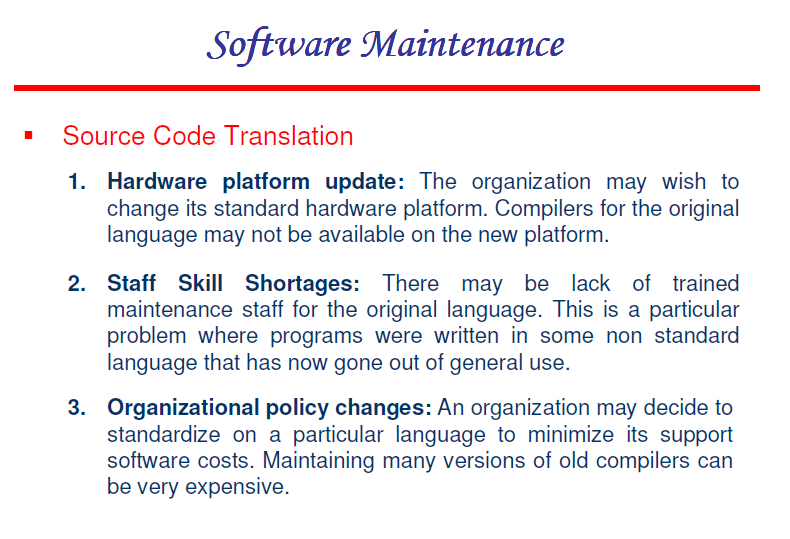 Software Maintenance
▪ Source Code Translation
1. Hardware platform update: The organization may wish to
change its standard hardware platform. Compilers for the original
language may not be available on the new platform.
2. Staff Skill Shortages: There may be lack of trained
maintenance staff for the original language. This is a particular
problem where programs were written in some non standard
language that has now gone out of general use.
3. Organizational policy changes: An organization may decide to
standardize on a particular language to minimize its support
software costs. Maintaining many versions of old compilers can
be very expensive.